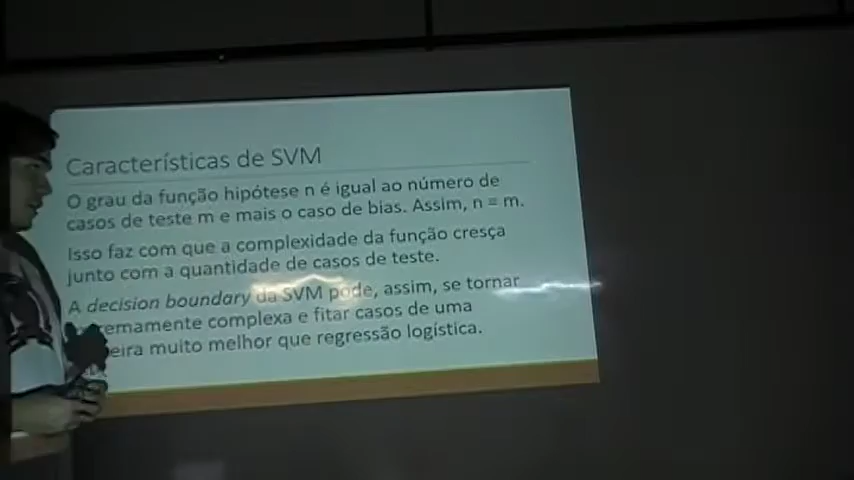 Características de SVM
O grau da função hipótese n é igual ao número de
casos de teste m e mais o caso de bias. Assim, n = m.
Isso faz com que a complexidade da função cresça
junto com a quantidade de casos de teste.
A decision boundary da SVM pode, assim, se tornar
complexa e fitar casos de uma
muito melhor que regressão logística.